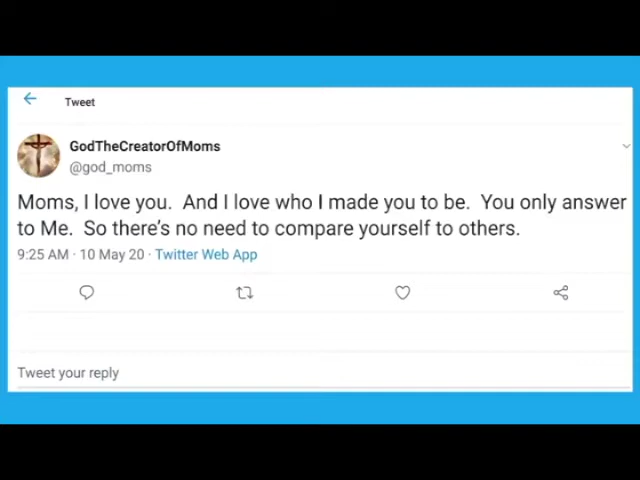 Tweet
GodTheCreatorOfMoms
@god_moms
Moms, I love you.  And I love who I made you to be.  You only answer
to Me.  So there’s no need to compare yourself to others.
9:25 AM · 10 May 20 · Twitter Web App
Tweet your reply